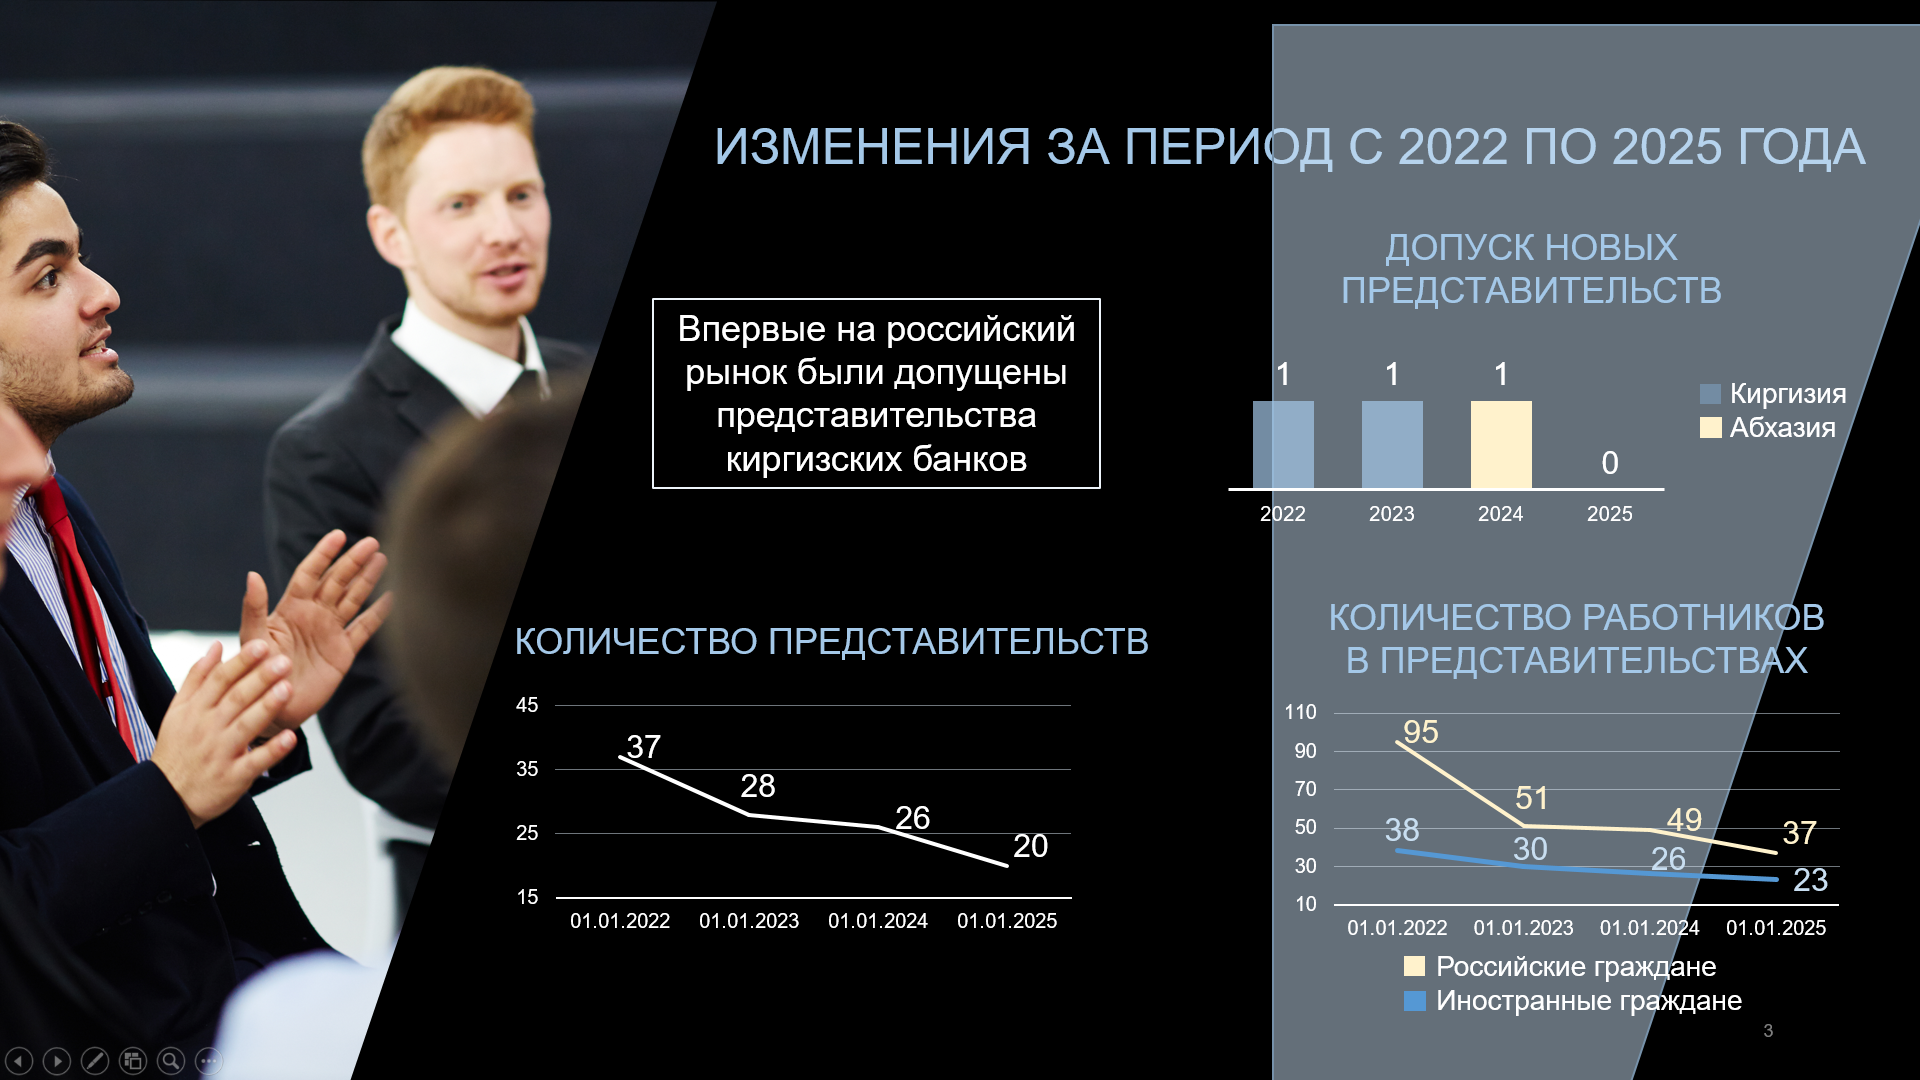 ИЗМЕНЕНИЯ ЗА ПЕРИОД С 2022 ПО 2025 ГОДА
Впервые на российский
рынок были допущены
представительства
киргизских банков
ДОПУСК НОВЫХ
ПРЕДСТАВИТЕЛЬСТВ
1 1 1 0
2022 2023 2024 2025
Киргизия
Абхазия
КОЛИЧЕСТВО ПРЕДСТАВИТЕЛЬСТВ
45
35
25
15
37
28
26
20
01.01.2022 01.01.2023 01.01.2024 01.01.2025
КОЛИЧЕСТВО РАБОТНИКОВ
В ПРЕДСТАВИТЕЛЬСТВАХ
110
90
70
50
30
10
95
51
49
37
38
30
26
23
01.01.2022 01.01.2023 01.01.2024 01.01.2025
Российские граждане
Иностранные граждане
3